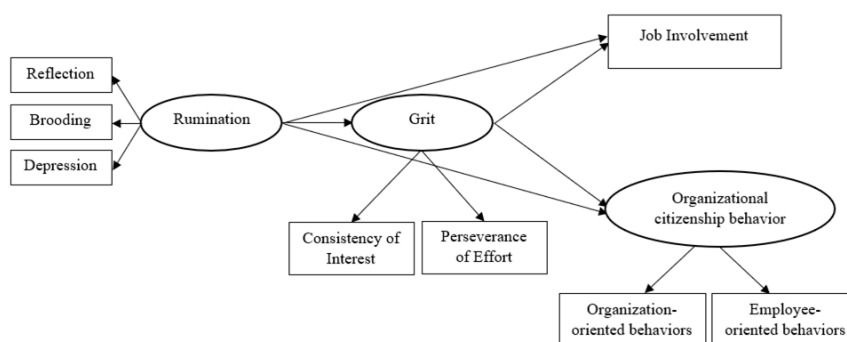 Job Involvement
Reflection
Brooding
Depression
Rumination
Grit
Organizational
citizenship behavior
Consistency of
Interest
Perseverance
of Effort
Organization-
oriented behaviors
Employee-
oriented behaviors